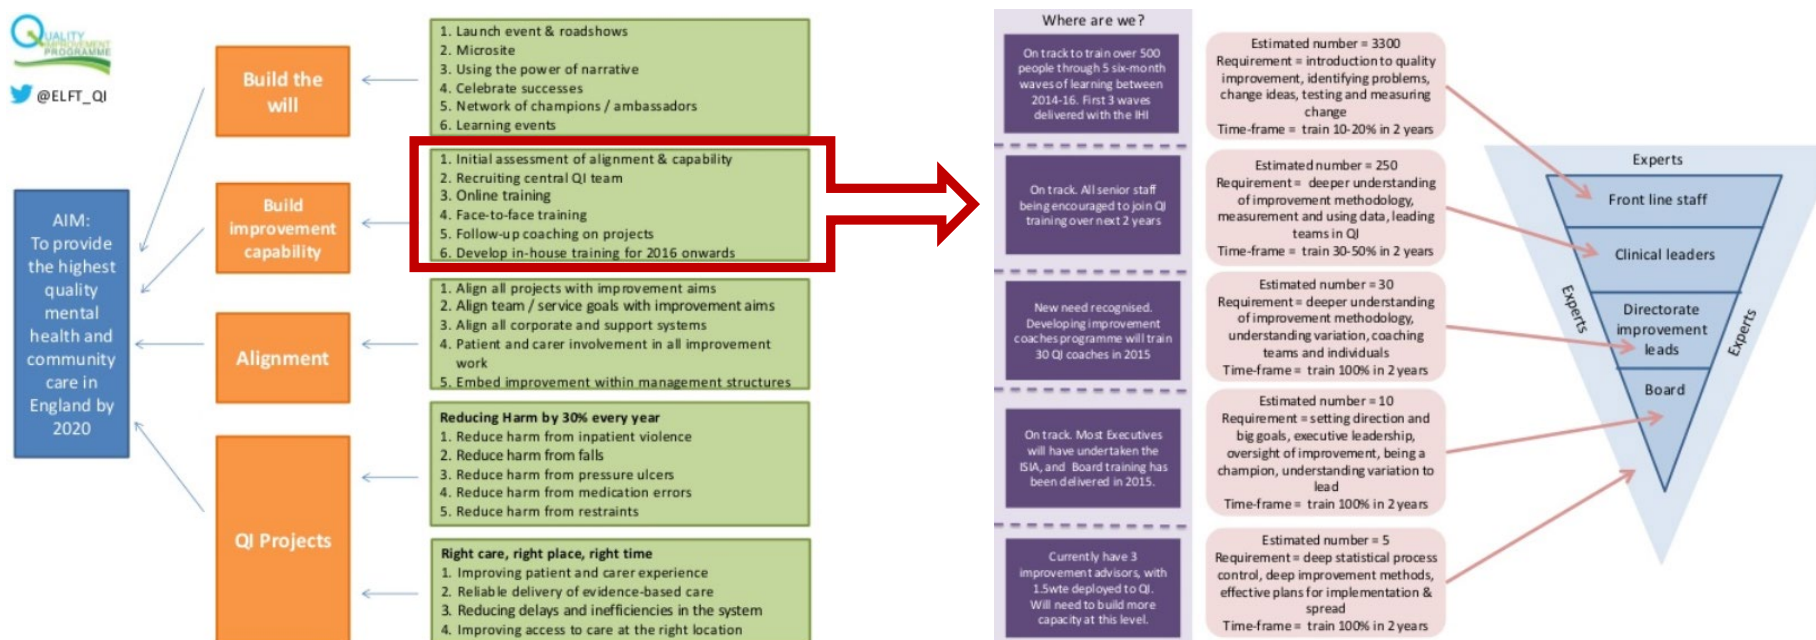 QUALITY
IMPROVEMENT
PROGRAMME
@ELFT_QI
AIM:
To provide
the highest
quality
mental
health and
community
care in
England by
2020
Build the
will
Build
improvement
capability
Alignment
QI Projects
1. Launch event & roadshows
2. Microsite
3. Using the power of narrative
4. Celebrate successes
5. Network of champions / ambassadors
6. Learning events
1. Initial assessment of alignment & capability
2. Recruiting central QI team
3. Online training
4. Face-to-face training
5. Follow-up coaching on projects
6. Develop in-house training for 2016 onwards
1. Align all projects with improvement aims
2. Align team / service goals with improvement aims
3. Align all corporate and support systems
4. Patient and carer involvement in all improvement
work
5. Embed improvement within management structures
Reducing Harm by 30% every year
1. Reduce harm from inpatient violence
2. Reduce harm from falls
3. Reduce harm from pressure ulcers
4. Reduce harm from medication errors
5. Reduce harm from restraints
Right care, right place, right time
1. Improving patient and carer experience
2. Reliable delivery of evidence-based care
3. Reducing delays and inefficiencies in the system
4. Improving access to care at the right location
Where are we?
On track to train over 500
people through 5 six-month
waves of learning between
2014-16. First 3 waves
delivered with the IHI
On track. All senior staff
being encouraged to join QI
training over next 2 years
New need recognised.
Developing improvement
coaches programme will train
30 QI coaches in 2015
On track. Most Executives
will have undertaken the
ISIA, and Board training has
been delivered in 2015.
Currently have 3
improvement advisors, with
1.5wte deployed to QI.
Will need to build more
capacity at this level.
Estimated number = 3300
Requirement = introduction to quality
improvement, identifying problems,
change ideas, testing and measuring
change
Time-frame = train 10-20% in 2 years
Estimated number = 250
Requirement = deeper understanding
of improvement methodology,
measurement and using data, leading
teams in QI
Time-frame = train 30-50% in 2 years
Estimated number = 30
Requirement = deeper understanding
of improvement methodology,
understanding variation, coaching
teams and individuals
Time-frame = train 100% in 2 years
Estimated number = 10
Requirement = setting direction and
big goals, executive leadership,
oversight of improvement, being a
champion, understanding variation to
lead
Time-frame = train 100% in 2 years
Estimated number = 5
Requirement = deep statistical process
control, deep improvement methods,
effective plans for implementation &
spread
Time-frame = train 100% in 2 years
Experts
Front line staff
Clinical leaders
Directorate
improvement
leads
Board
Experts
Experts